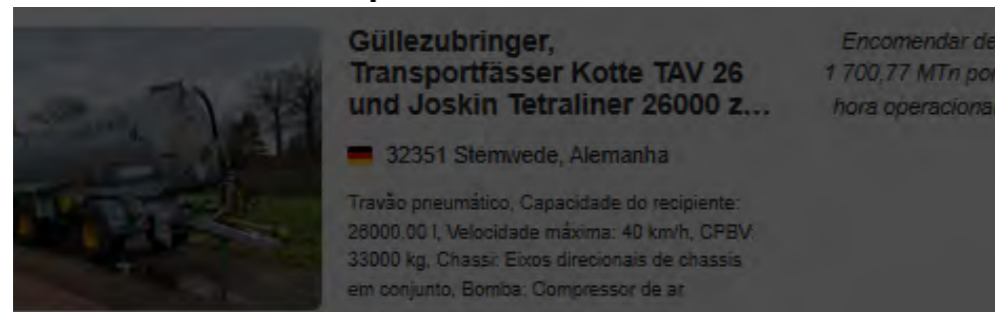 Güllezubringer,
Transportfässer Kotte TAV 26
und Joskin Tetraliner 26000 z...
Encomendar de
1 700,77 MTn por
hora operaciona
32351 Stemwede, Alemanha
Travão pneumático, Capacidade do recipiente:
26000.00 l, Velocidade máxima: 40 km/h, CPBV:
33000 kg, Chassi: Eixos direcionais de chassis
em conjunto, Bomba: Compressor de ar